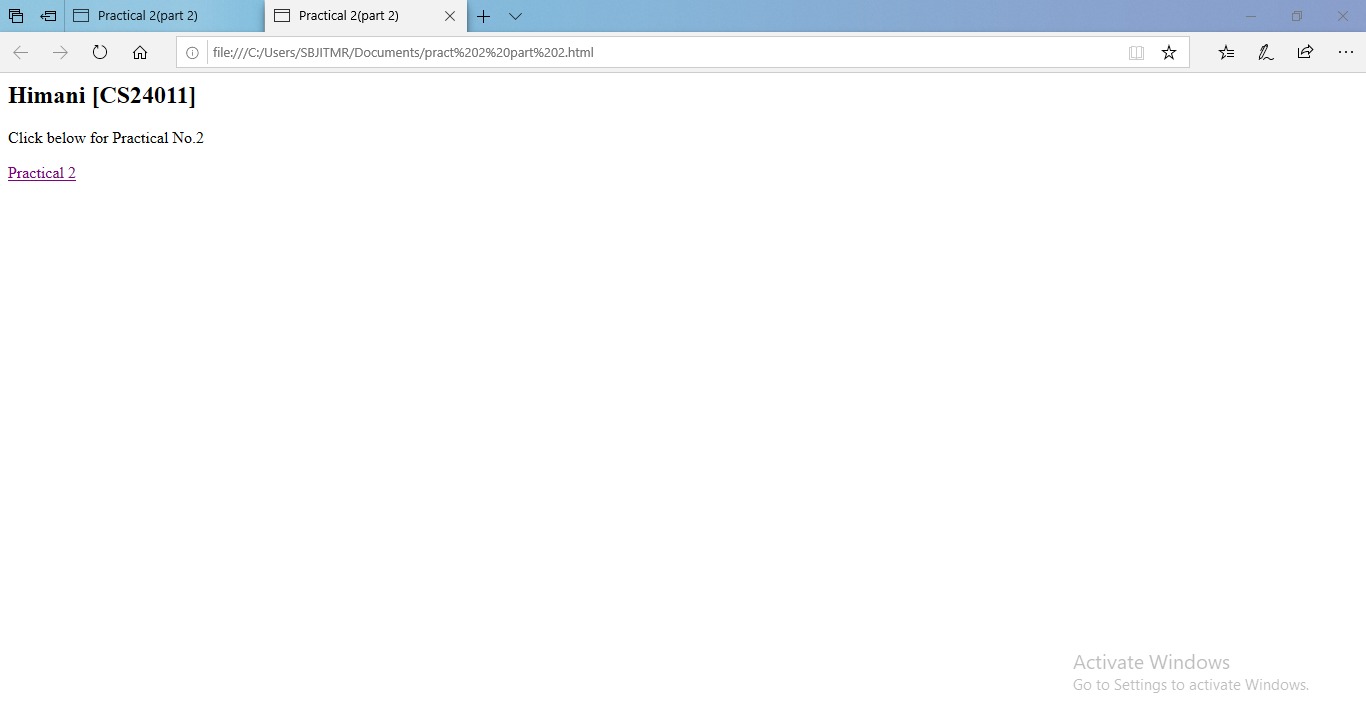 Practical 2(part 2)
Practical 2(part 2)
file:///C:/Users/SBJITMR/Documents/pract%202%20part%202.html
Himani [CS24011]
Click below for Practical No.2
Practical 2
Activate Windows
Go to Settings to activate Windows.